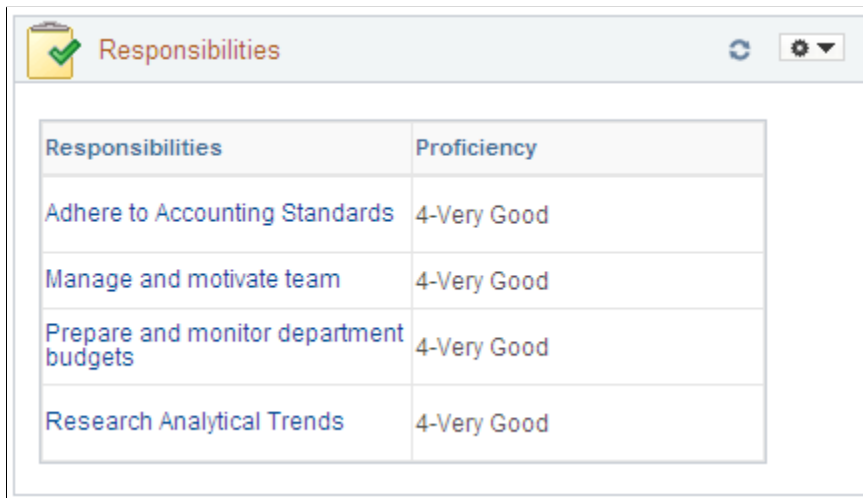 Responsibilities
Responsibilities Proficiency
Adhere to Accounting Standards 4-Very Good
Manage and motivate team 4-Very Good
Prepare and monitor department
budgets 4-Very Good
Research Analytical Trends 4-Very Good